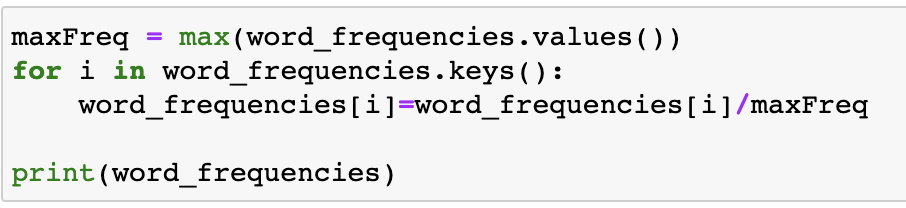 maxFreq = max(word_frequencies.values())
for i in word_frequencies.keys():
    word_frequencies[i]=word_frequencies[i]/maxFreq

print(word_frequencies)